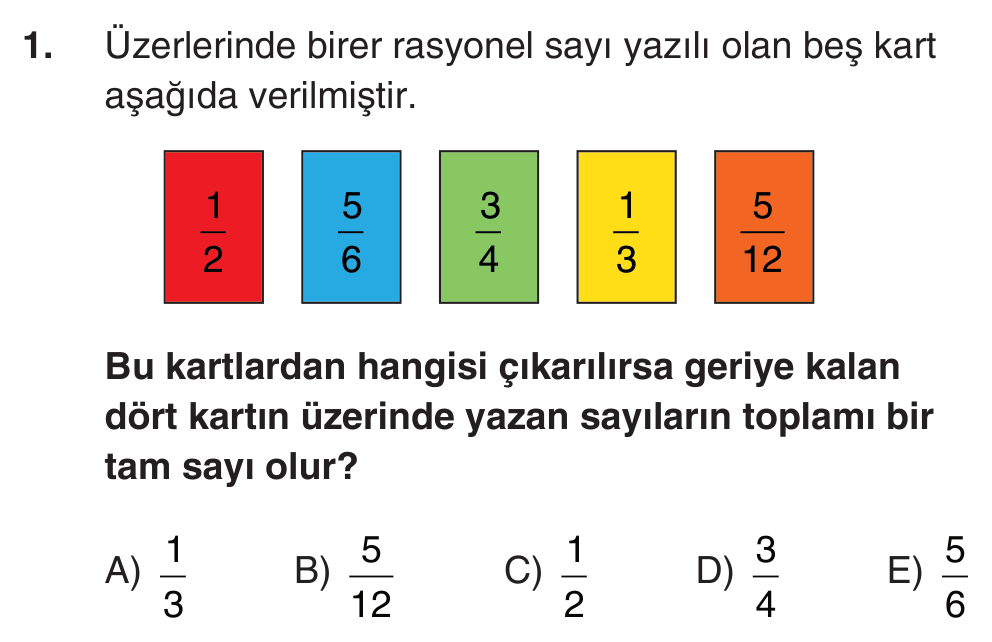 1. Üzerlerinde birer rasyonel sayı yazılı olan beş kart
aşağıda verilmiştir.
1/2 5/6 3/4 1/3 5/12
Bu kartlardan hangisi çıkarılırsa geriye kalan
dört kartın üzerinde yazan sayıların toplamı bir
tam sayı olur?
A) 1/3 B) 5/12 C) 1/2 D) 3/4 E) 5/6